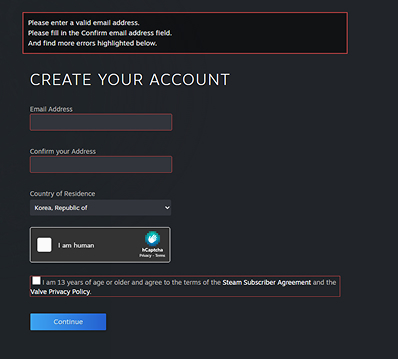 Please enter a valid email address.
Please fill in the Confirm email address field.
And find more errors highlighted below.
CREATE YOUR ACCOUNT
Email Address
Confirm your Address
Country of Residence
Korea, Republic of
I am human
hCaptcha
Privacy - Terms
I am 13 years of age or older and agree to the terms of the Steam Subscriber Agreement and the
Valve Privacy Policy.
Continue